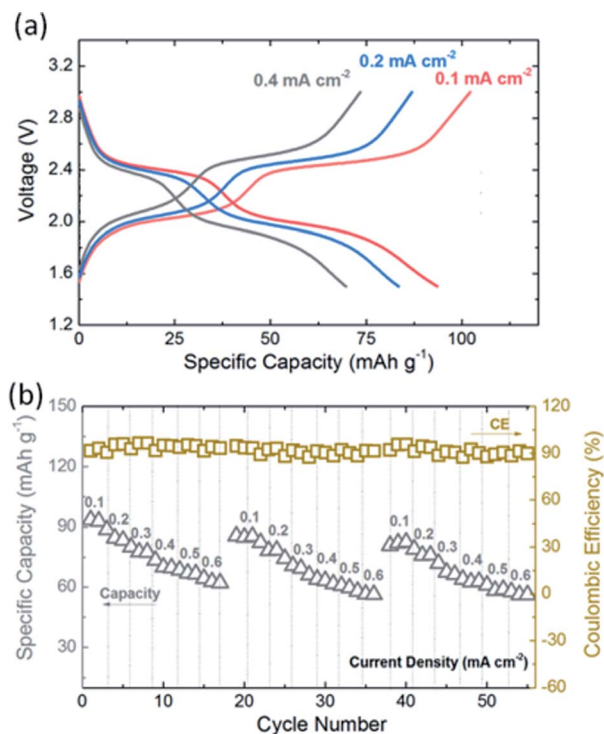 (a)
3.2
2.8
2.4
2.0
1.6
1.2
Voltage (V)
0.4 mA cm-2
0.2 mA cm-2
0.1 mA cm-2
0 25 50 75 100
Specific Capacity (mAh g-1)
(b)
150
120
90
60
30
Specific Capacity (mAh g-1)
CE
0.1 0.2 0.3 0.4 0.5 0.6
0.1 0.2 0.3 0.4 0.5 0.6
0.1 0.2 0.3 0.4 0.5 0.6
Capacity
Current Density (mA cm-2)
120
90
60
30
0
-30
-60
Coulombic Efficiency (%)
0 10 20 30 40 50
Cycle Number